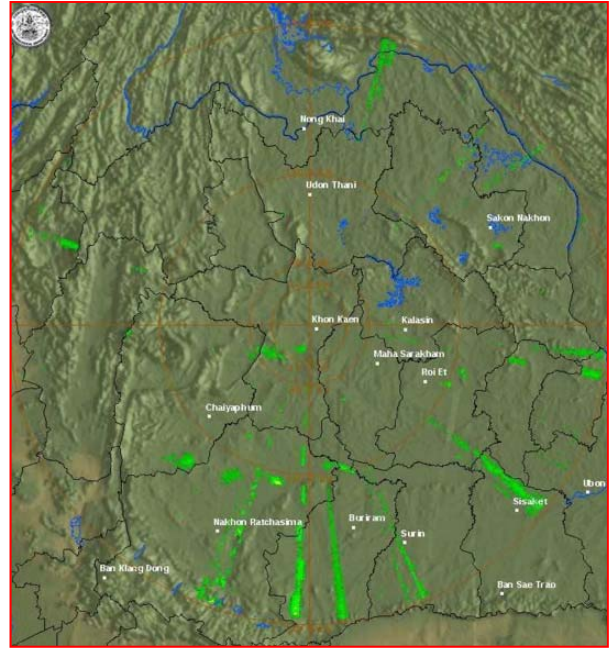 Nong Khai
Udon Thani
Sakon Nakhon
Khon Kaen
Kalasin
Maha Sarakham
Roi Et
Chaiyaphum
Ubon
Sisaket
Nakhon Ratchasima
Buriram
Surin
Ban Klang Dong
Ban Sae Trao